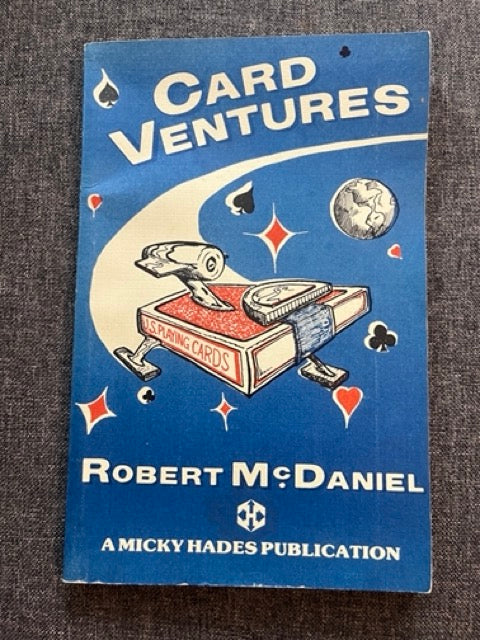 CARD
VENTURES
U.S. PLAYING CARDS
ROBERT McDANIEL
A MICKY HADES PUBLICATION